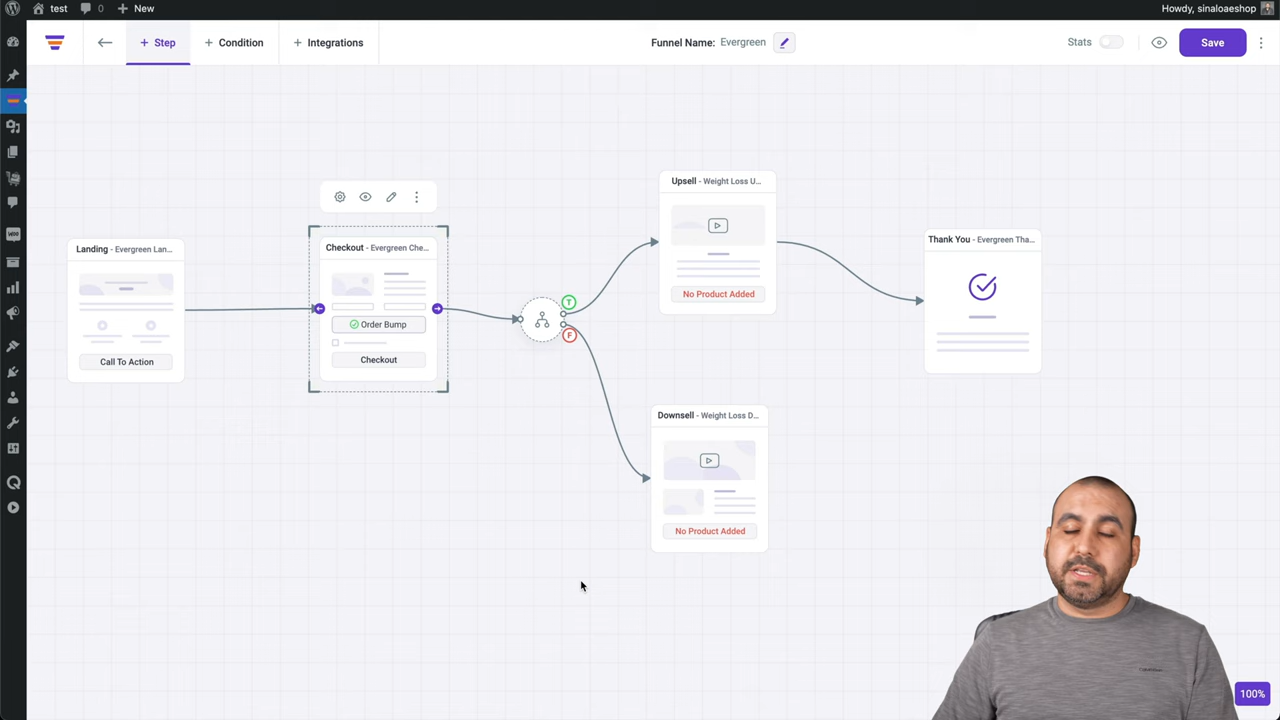 test
0
New
Howdy, sinaloaeshop
+ Step
+ Condition
+ Integrations
Funnel Name: Evergreen
Stats
Save
Upsell - Weight Loss U...
No Product Added
Landing - Evergreen Lan...
Call To Action
Checkout - Evergreen Che...
Order Bump
Checkout
T
F
Thank You - Evergreen Tha...
Downsell - Weight Loss D...
No Product Added
100%